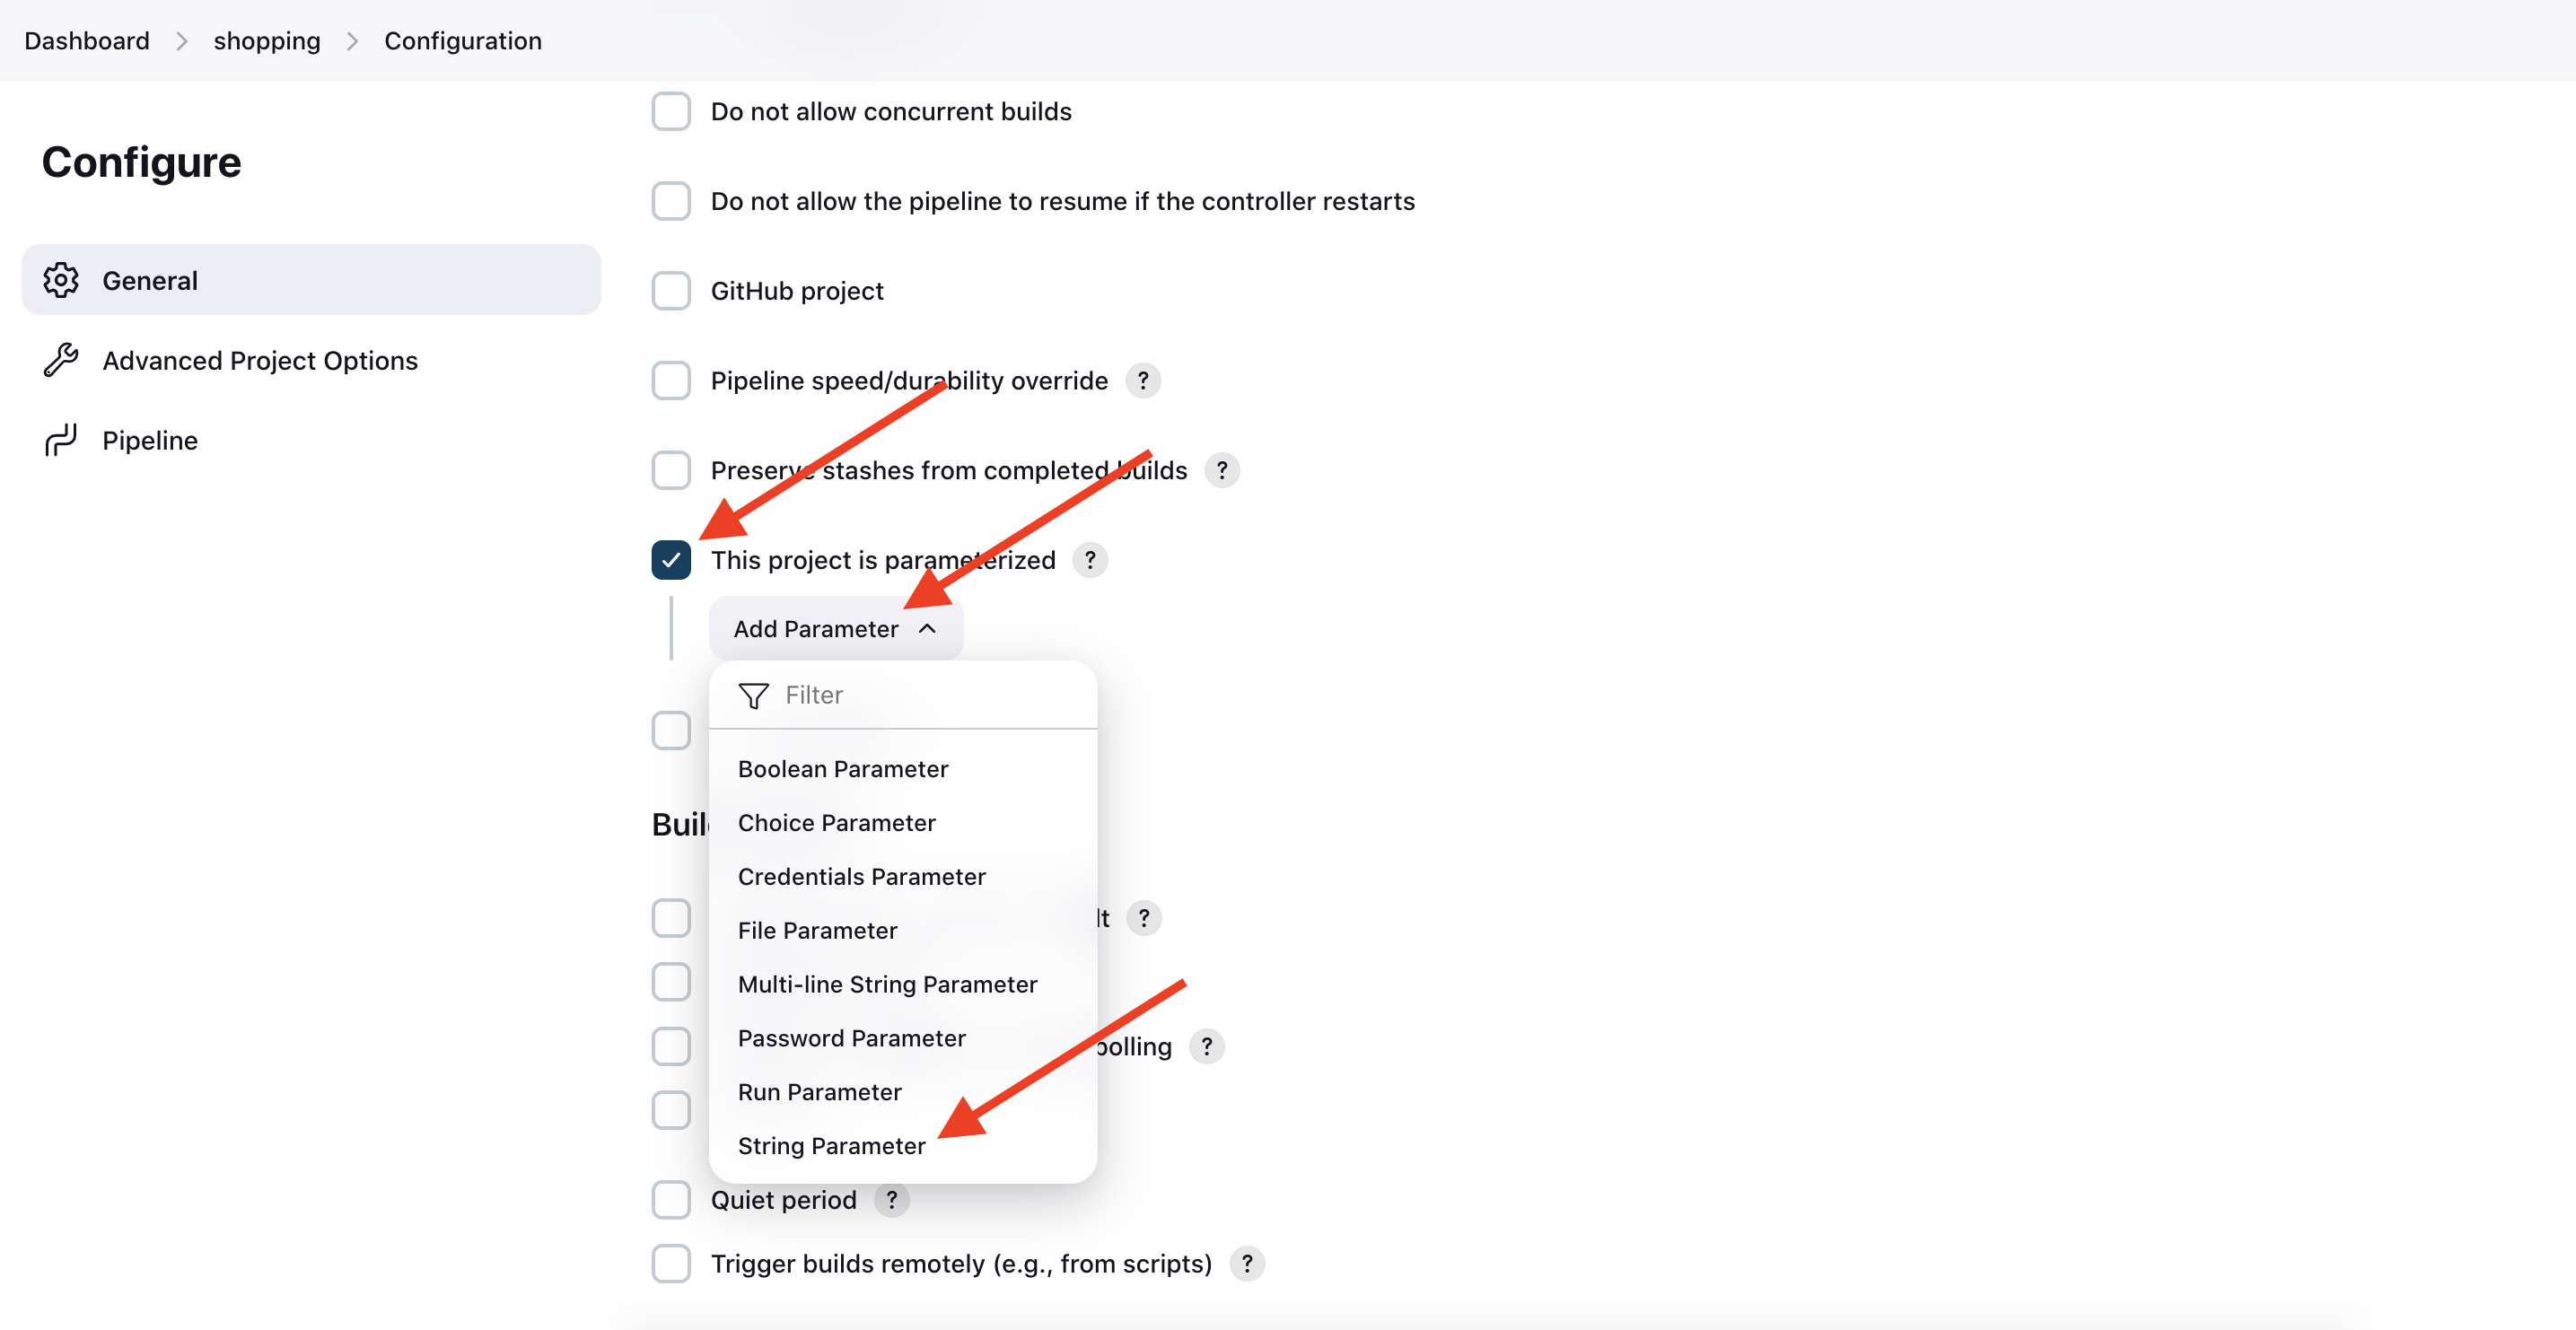 Dashboard > shopping > Configuration
Configure
General
Advanced Project Options
Pipeline
Do not allow concurrent builds
Do not allow the pipeline to resume if the controller restarts
GitHub project
Pipeline speed/durability override ?
Preserve stashes from completed builds ?
This project is parameterized ?
Add Parameter
Filter
Boolean Parameter
Choice Parameter
Credentials Parameter
File Parameter
Multi-line String Parameter
Password Parameter
Run Parameter
String Parameter
?
polling ?
Quiet period ?
Trigger builds remotely (e.g., from scripts) ?